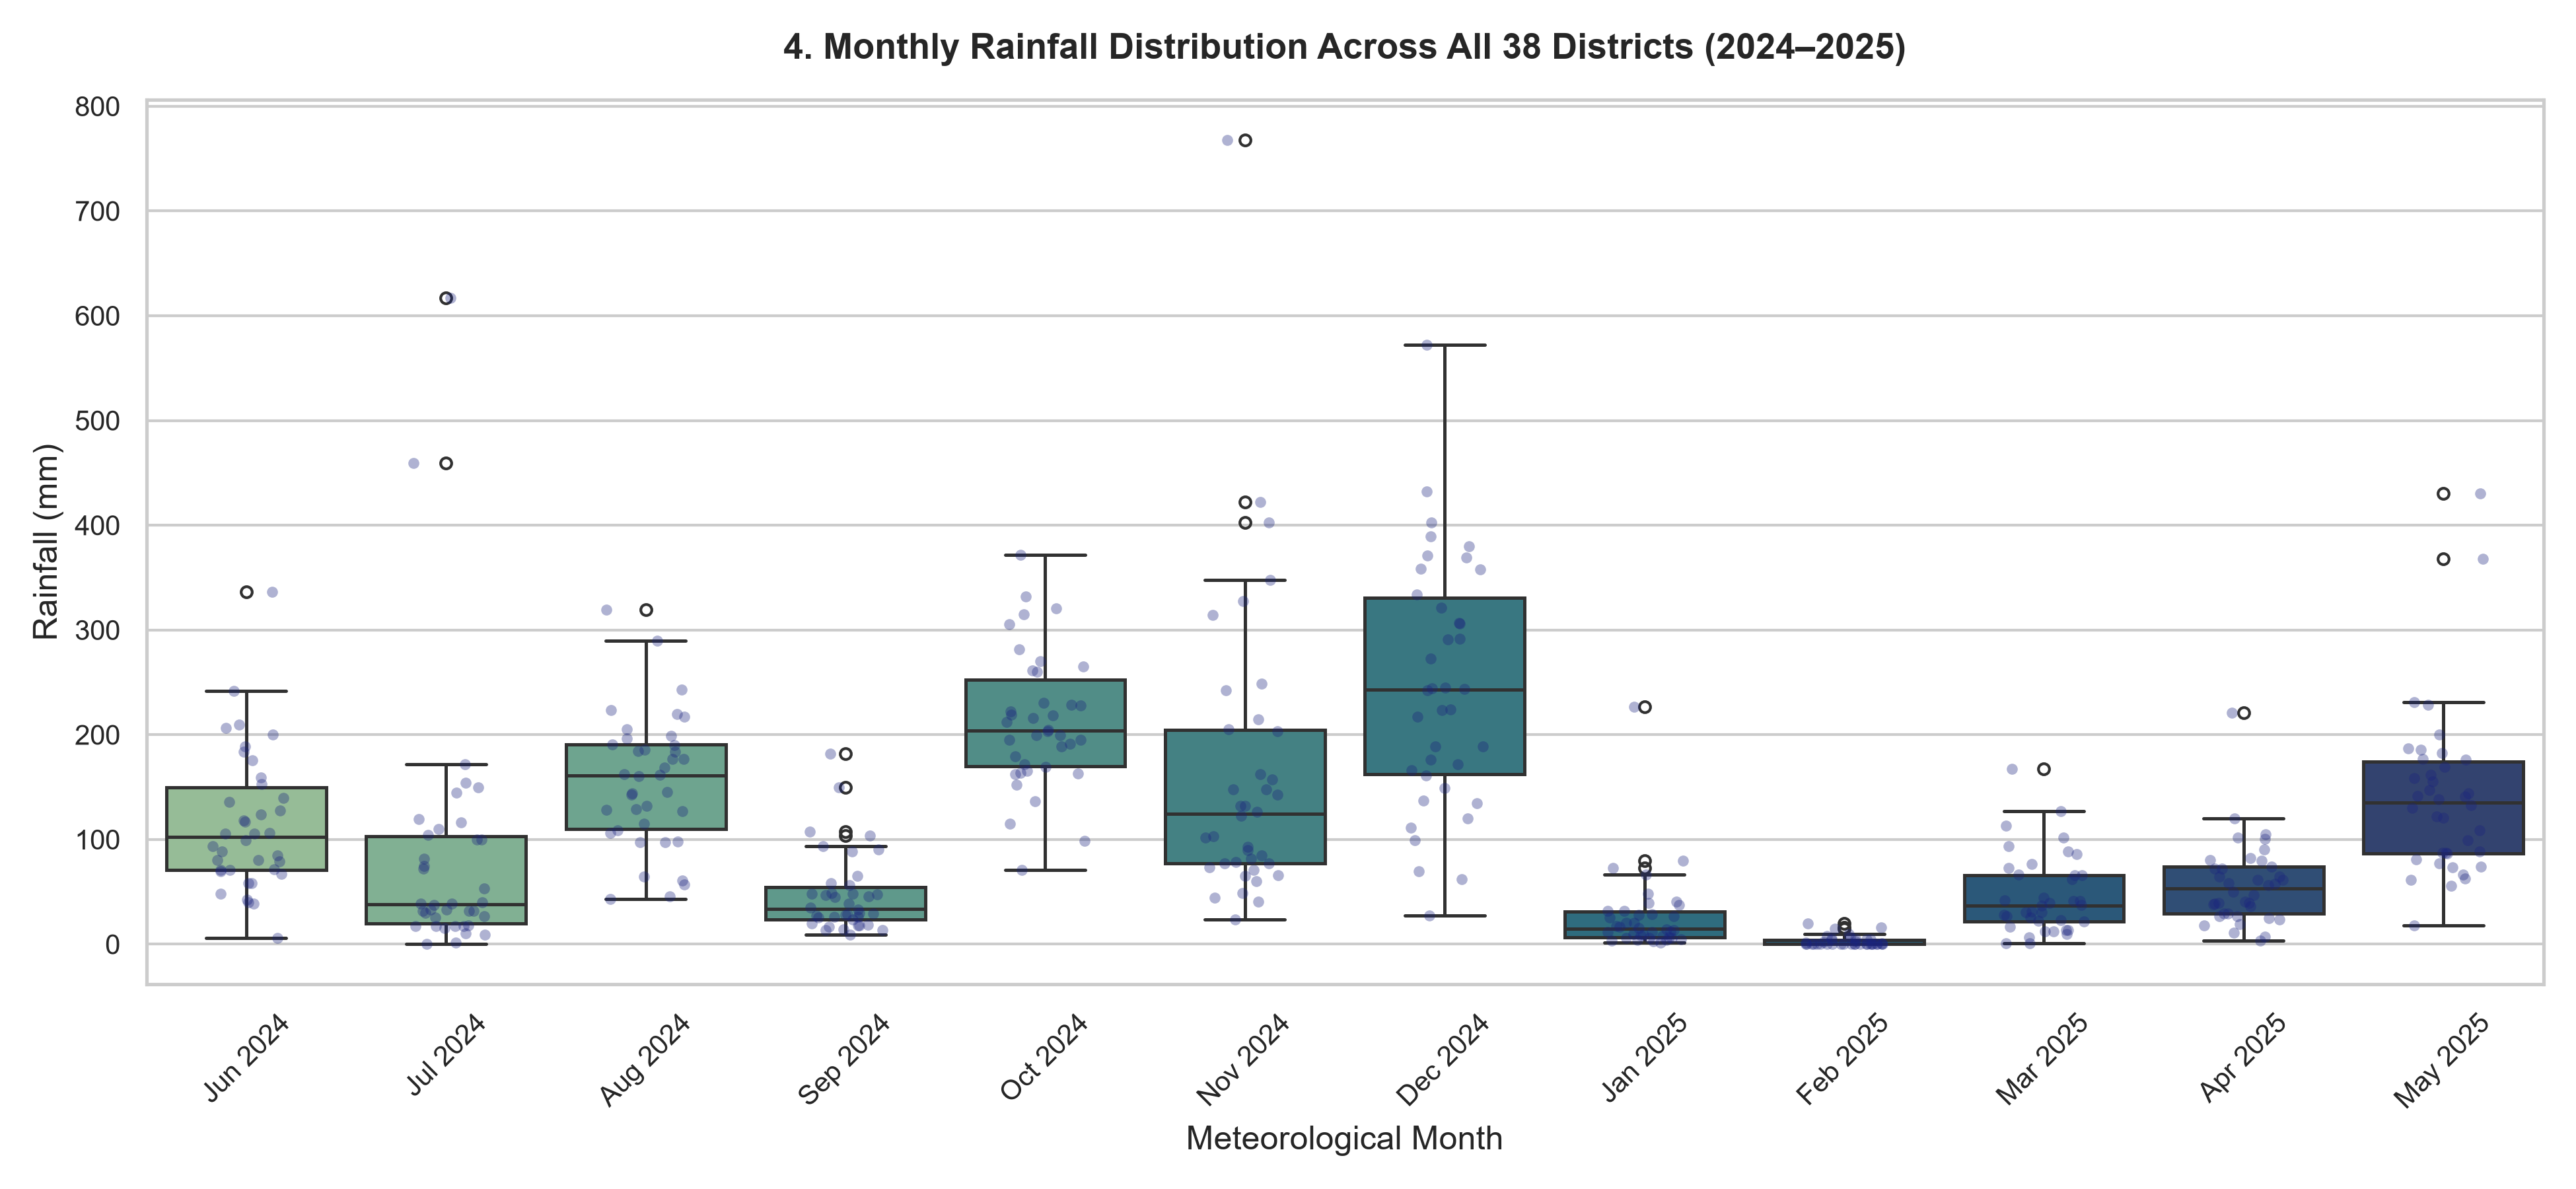 4. Monthly Rainfall Distribution Across All 38 Districts (2024–2025)
Rainfall (mm)
800
700
600
500
400
300
200
100
0
Jun 2024
Jul 2024
Aug 2024
Sep 2024
Oct 2024
Nov 2024
Dec 2024
Jan 2025
Feb 2025
Mar 2025
Apr 2025
May 2025
Meteorological Month